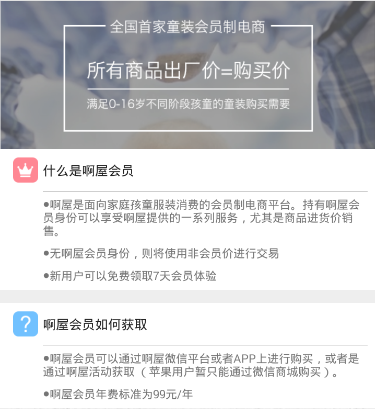 全国首家童装会员制电商
所有商品出厂价=购买价
满足0-16岁不同阶段孩童的童装购买需要
什么是啊屋会员
●啊屋是面向家庭孩童服装消费的会员制电商平台。持有啊屋会
员身份可以享受啊屋提供的一系列服务，尤其是商品进货价销
售。
●无啊屋会员身份，则将使用非会员价进行交易
●新用户可以免费领取7天会员体验
?
啊屋会员如何获取
●啊屋会员可以通过啊屋微信平台或者APP上进行购买，或者是
通过啊屋活动获取（苹果用户暂只能通过微信商城购买）。
●啊屋会员年费标准为99元/年